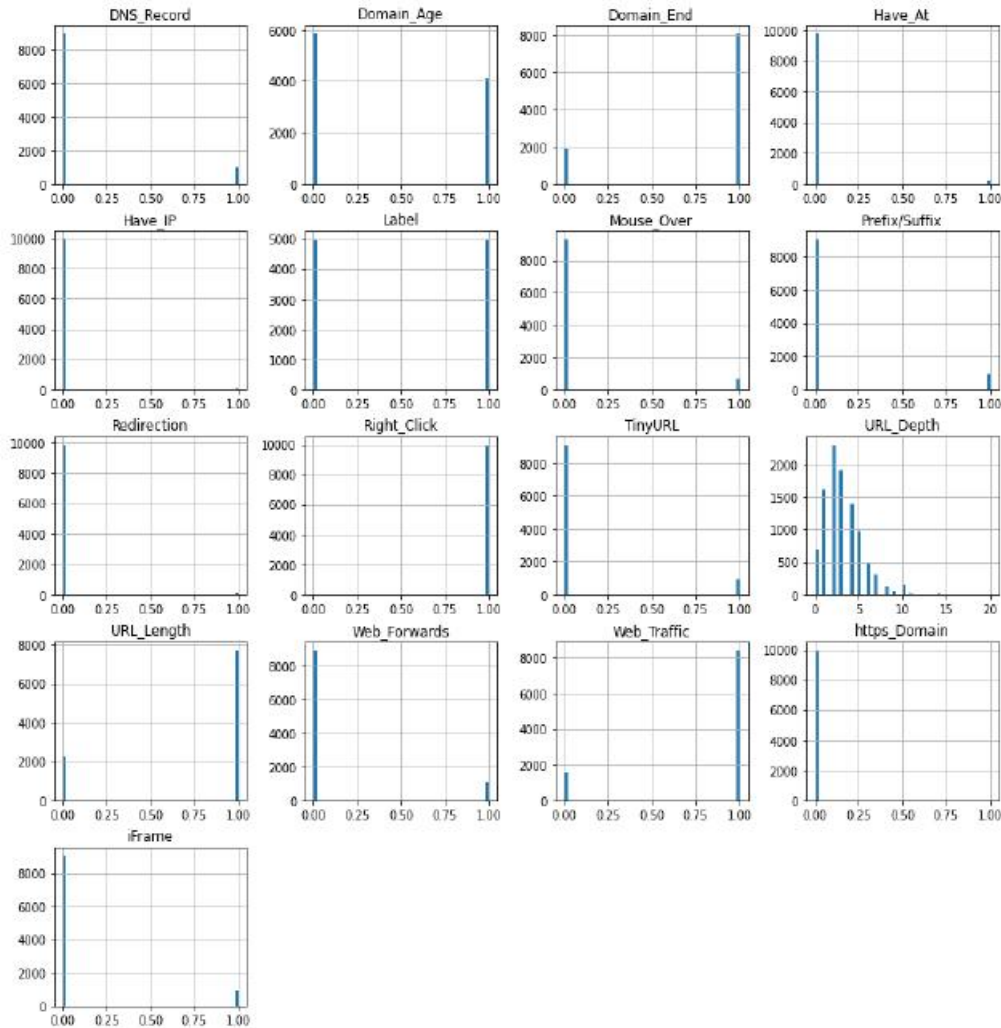 DNS_Record Domain_Age Domain_End Have_At
8000 6000 8000 10000
6000 4000 6000 8000
4000 2000 4000 6000
2000 0 2000 4000
0 0 2000
0
0.00 0.25 0.50 0.75 1.00 0.00 0.25 0.50 0.75 1.00 0.00 0.25 0.50 0.75 1.00 0.00 0.25 0.50 0.75 1.00
Have_IP Label Mouse_Over Prefix/Suffix
10000 5000 8000 8000
8000 4000 6000 6000
6000 3000 4000 4000
4000 2000 2000 2000
2000 1000 0 0
0 0
0.00 0.25 0.50 0.75 1.00 0.00 0.25 0.50 0.75 1.00 0.00 0.25 0.50 0.75 1.00 0.00 0.25 0.50 0.75 1.00
Redirection Right_Click TinyURL URL_Depth
10000 10000 8000 2000
8000 8000 6000 1500
6000 6000 4000 1000
4000 4000 2000 500
2000 2000 0 0
0 0
0.00 0.25 0.50 0.75 1.00 0.00 0.25 0.50 0.75 1.00 0.00 0.25 0.50 0.75 1.00 0 5 10 15 20
URL_Length Web_Forwards Web_Traffic https_Domain
8000 8000 8000 10000
6000 6000 6000 8000
4000 4000 4000 6000
2000 2000 2000 4000
0 0 0 2000
0
0.00 0.25 0.50 0.75 1.00 0.00 0.25 0.50 0.75 1.00 0.00 0.25 0.50 0.75 1.00 0.00 0.25 0.50 0.75 1.00
iFrame
8000
6000
4000
2000
0
0.00 0.25 0.50 0.75 1.00